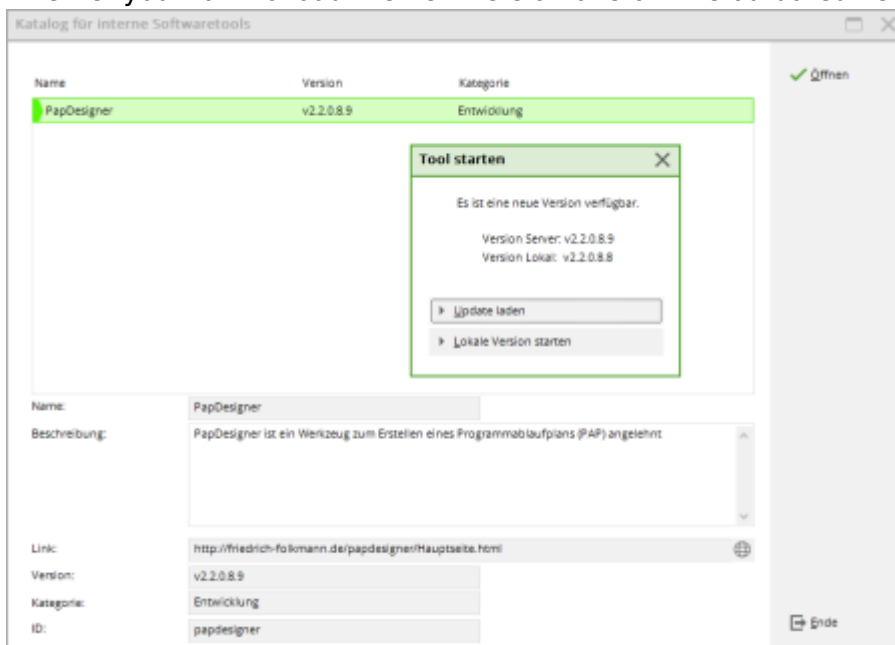 Katalog für interne Softwaretools
Name Version Kategorie
PapDesigner v2.2.0.8.9 Entwicklung
Öffnen
Tool starten
Es ist eine neue Version verfügbar.
Version Server: v2.2.0.8.9
Version Lokal: v2.2.0.8.8
Update laden
Lokale Version starten
Name: PapDesigner
Beschreibung: PapDesigner ist ein Werkzeug zum Erstellen eines Programmablaufplans (PAP) angelehnt
Link: http://friedrich-folkmann.de/papdesigner/Hauptseite.html
Version: v2.2.0.8.9
Kategorie: Entwicklung
ID: papdesigner
Ende